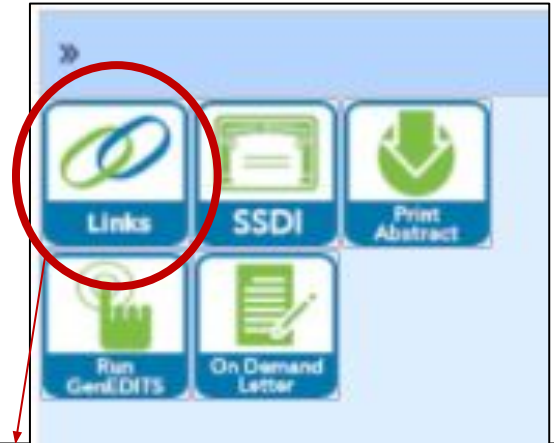 »
Links
SSDI
Print
Abstract
Run
GenEDITS
On Demand
Letter